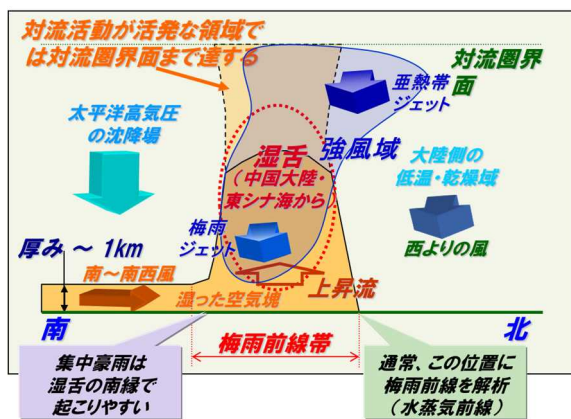 対流活動が活発な領域で
は対流圏界面まで達する
対流圏界
面
亜熱帯
ジェット
太平洋高気圧
の沈降場
湿舌
(中国大陸・
東シナ海から
強風域
大陸側の
低温・乾燥域
梅雨
ジェット
西よりの風
厚み ~ 1km
南~南西風
湿った空気塊
上昇流
南
北
梅雨前線帯
集中豪雨は
湿舌の南縁で
起こりやすい
通常、この位置に
梅雨前線を解析
(水蒸気前線)